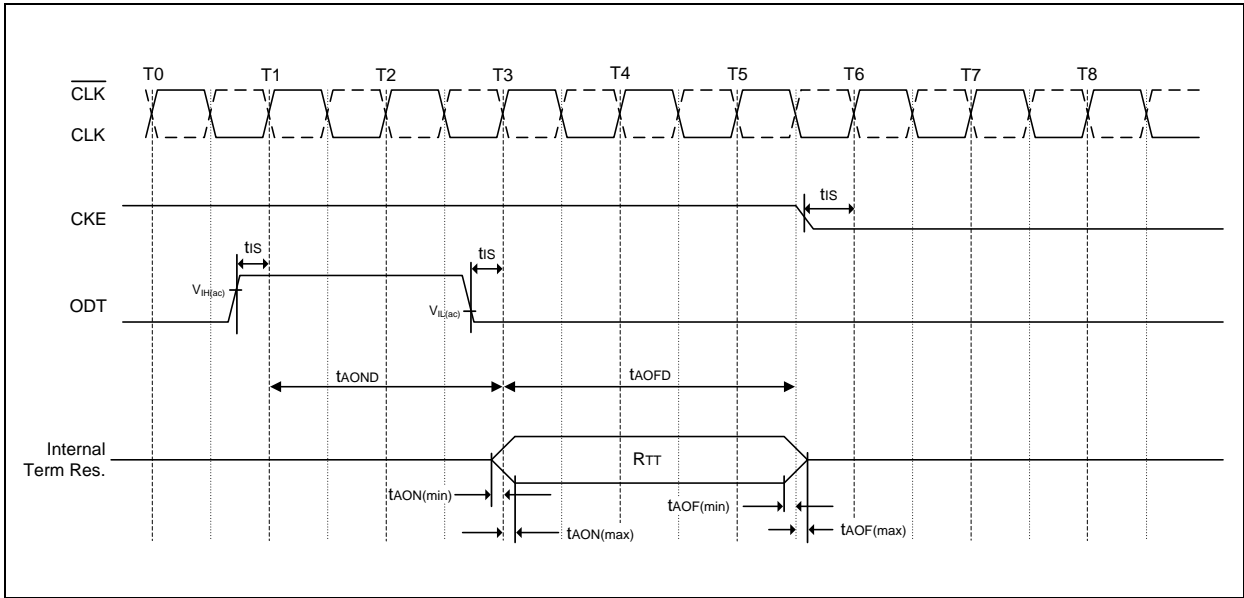 T0 T1 T2 T3 T4 T5 T6 T7 T8
CLK
CLK
tIS
CKE
tIS
tIS
VIH(ac)
ODT
VIL(ac)
tAOND
tAOFD
Internal
Term Res.
RTT
tAON(min)
tAOF(min)
tAON(max)
tAOF(max)